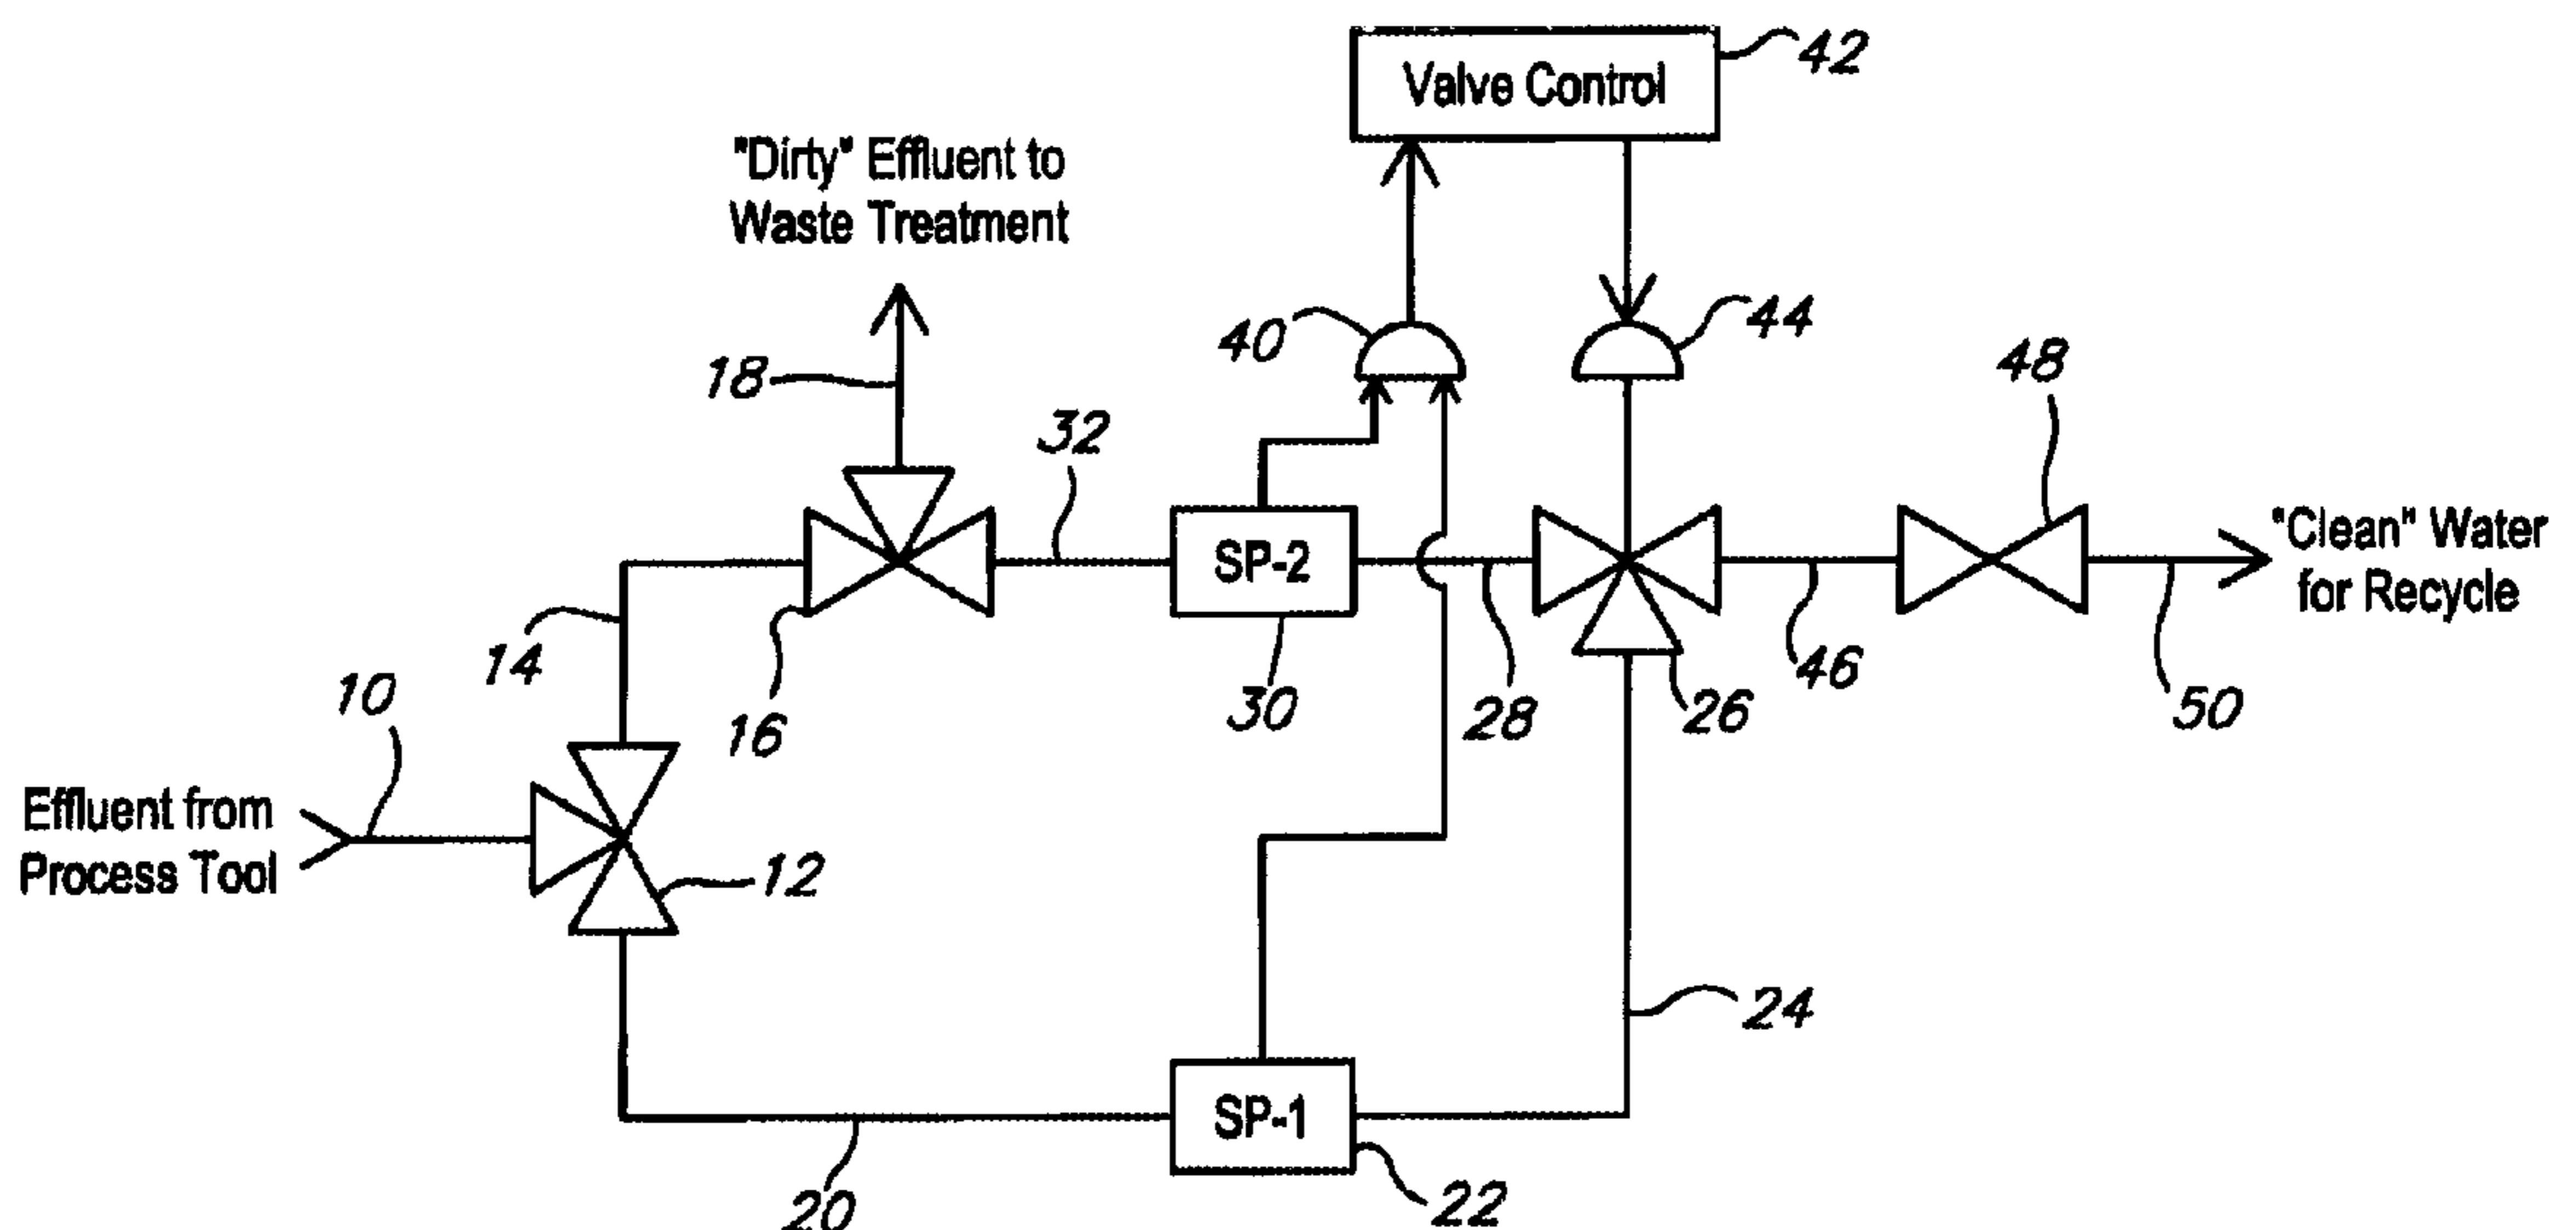 42
Valve Control
"Dirty" Effluent to
Waste Treatment
40
44
18
48
32
SP-2
"Clean" Water
for Recycle
14
10
16
30
28
26
46
50
Effluent from
Process Tool
12
24
SP-1
20
22